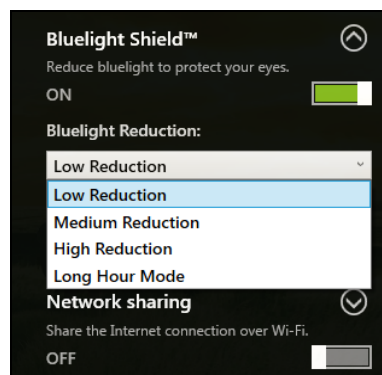 Bluelight Shield™
Reduce bluelight to protect your eyes.
ON
Bluelight Reduction:
Low Reduction
Low Reduction
Medium Reduction
High Reduction
Long Hour Mode
Network sharing
Share the Internet connection over Wi-Fi.
OFF